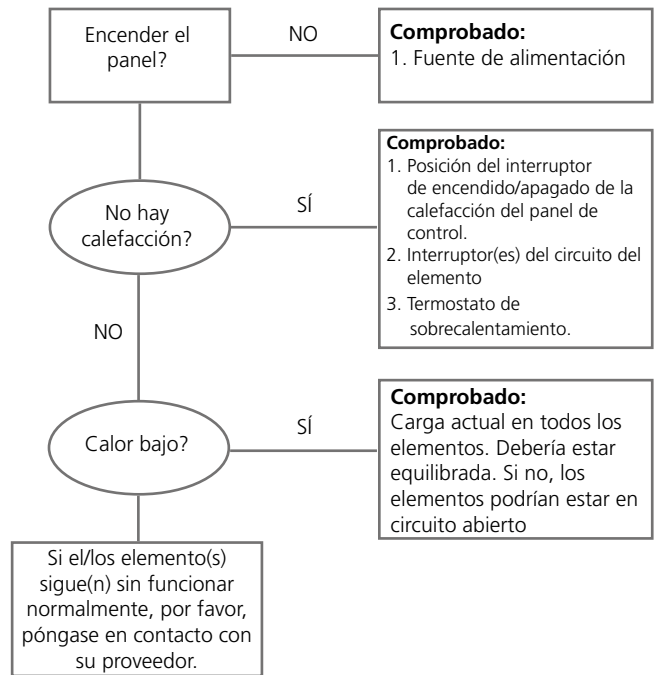 Encender el
panel?
NO
Comprobado:
1. Fuente de alimentación
No hay
calefacción?
SÍ
Comprobado:
1. Posición del interruptor
de encendido/apagado de la
calefacción del panel de
control.
2. Interruptor(es) del circuito del
elemento
3. Termostato de
sobrecalentamiento.
NO
Calor bajo?
SÍ
Comprobado:
Carga actual en todos los
elementos. Debería estar
equilibrada. Si no, los
elementos podrían estar en
circuito abierto
Si el/los elemento(s)
sigue(n) sin funcionar
normalmente, por favor,
póngase en contacto con
su proveedor.